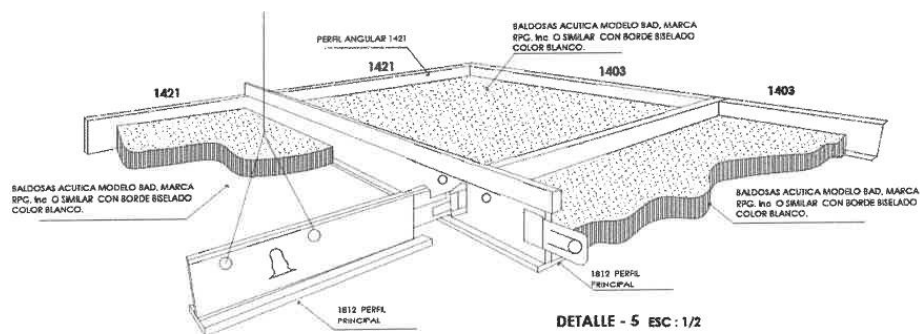 BALDOSAS ACUTICA MODELO BAD, MARCA
RPG. Inc O SIMILAR CON BORDE BISELADO
COLOR BLANCO.
PERFIL ANGULAR 1421
1421
1403
1421
1403
BALDOSAS ACUTICA MODELO BAD, MARCA
RPG. Inc O SIMILAR CON BORDE BISELADO
COLOR BLANCO.
BALDOSAS ACUTICA MODELO BAD, MARCA
RPG. Inc O SIMILAR CON BORDE BISELADO
COLOR BLANCO.
1812 PERFIL
PRINCIPAL
1812 PERFIL
PRINCIPAL
DETALLE - 5 ESC : 1/2